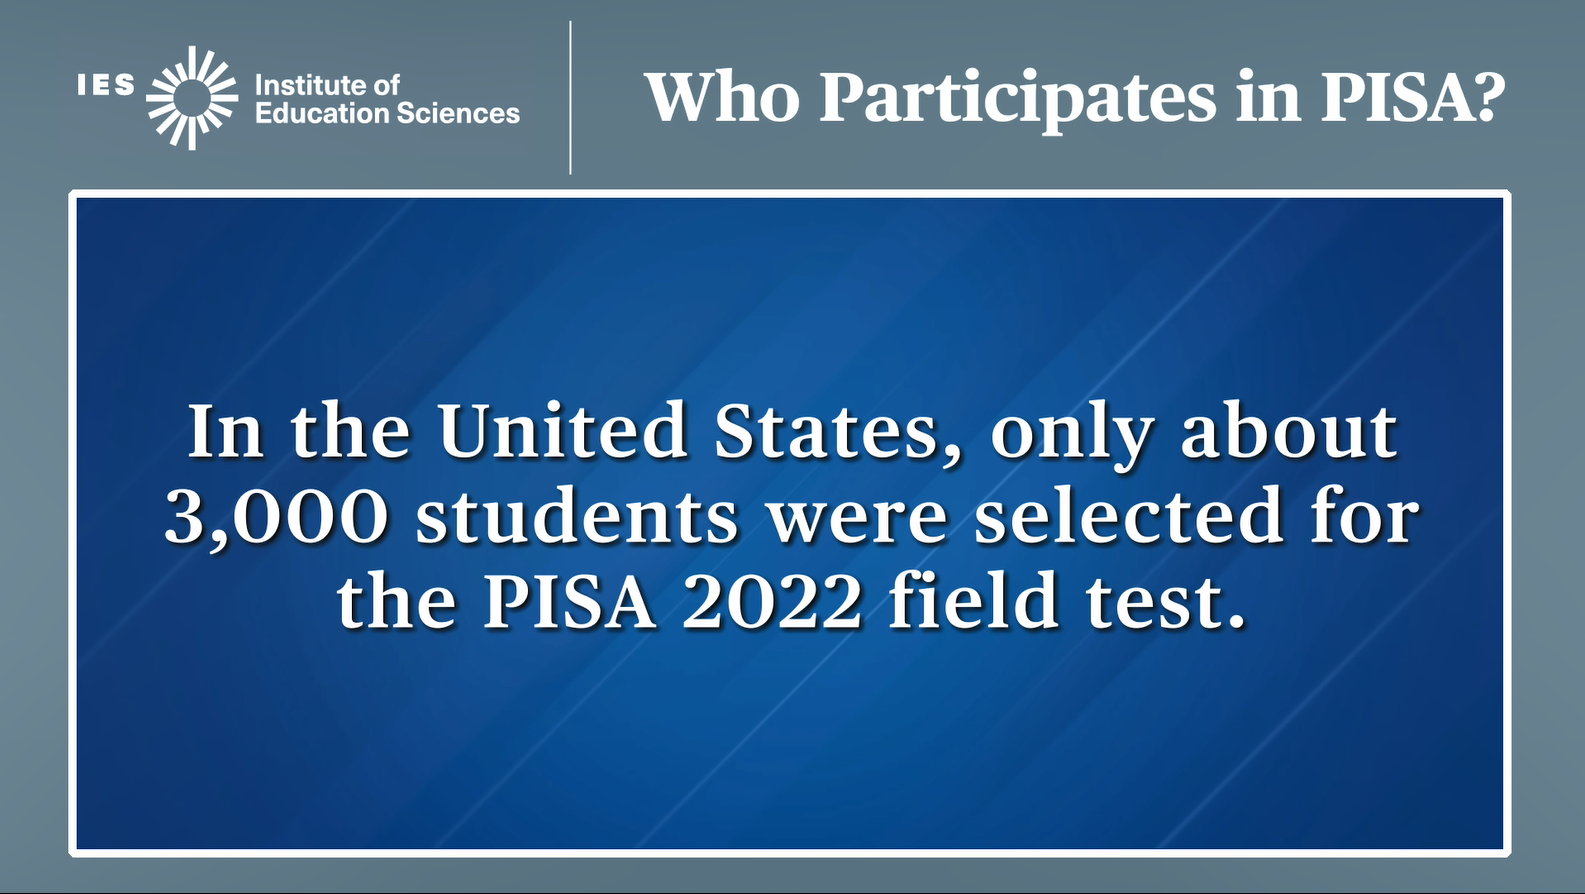 IES
Institute of
Education Sciences
Who Participates in PISA?
In the United States, only about
3,000 students were selected for
the PISA 2022 field test.